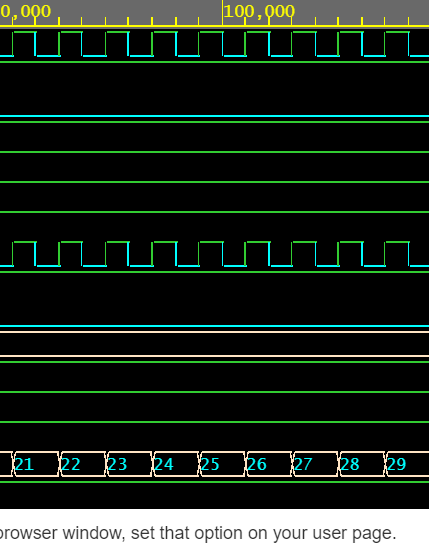 0,000 100,000
21 22 23 24 25 26 27 28 29
browser window, set that option on your user page.